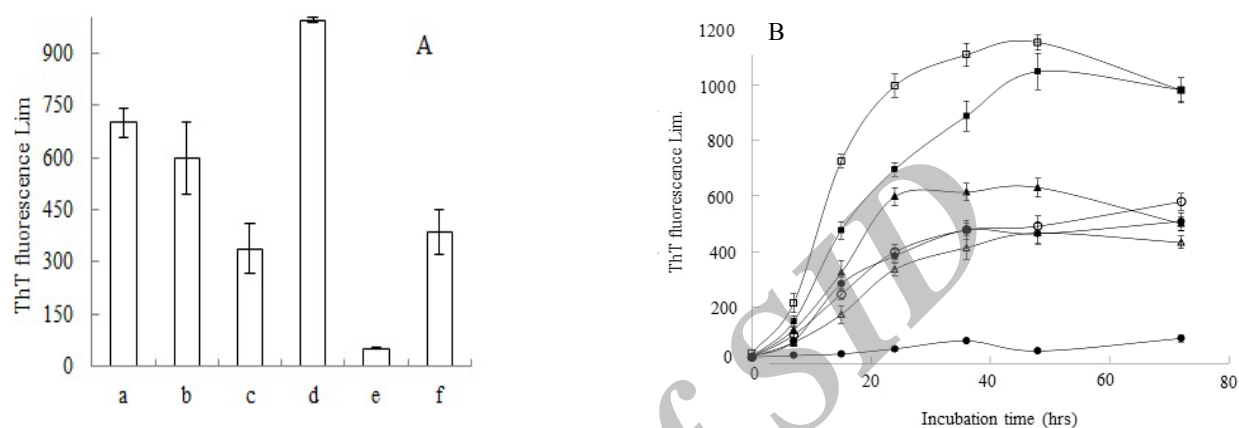 A
ThT fluorescence Lim
900
750
600
450
300
150
0
a b c d e f
B
ThT fluorescence Lim.
1200
1000
800
600
400
200
0
0 20 40 60 80
Incubation time (hrs)
f SID